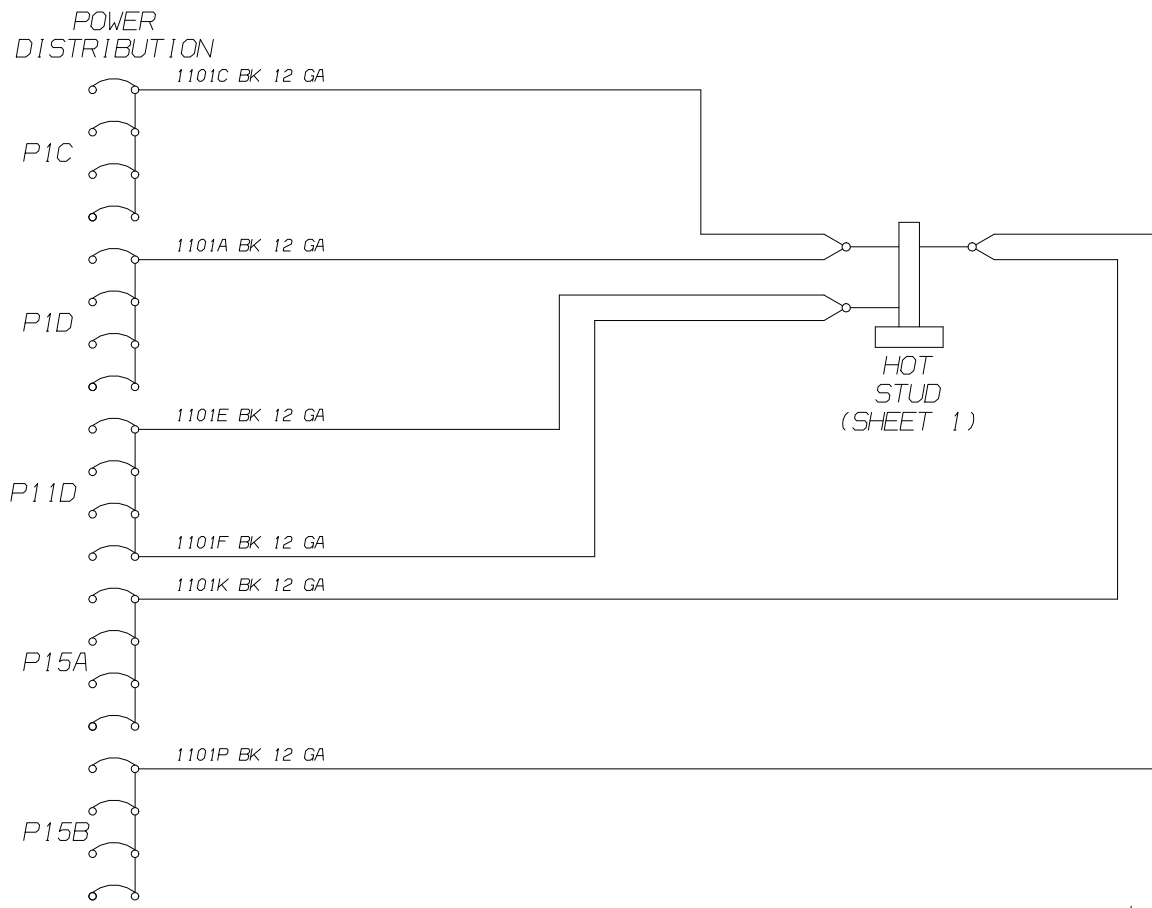 POWER
DISTRIBUTION
1101C BK 12 GA
P1C
1101A BK 12 GA
P1D
HOT
STUD
(SHEET 1)
1101E BK 12 GA
P11D
1101F BK 12 GA
1101K BK 12 GA
P15A
1101P BK 12 GA
P15B